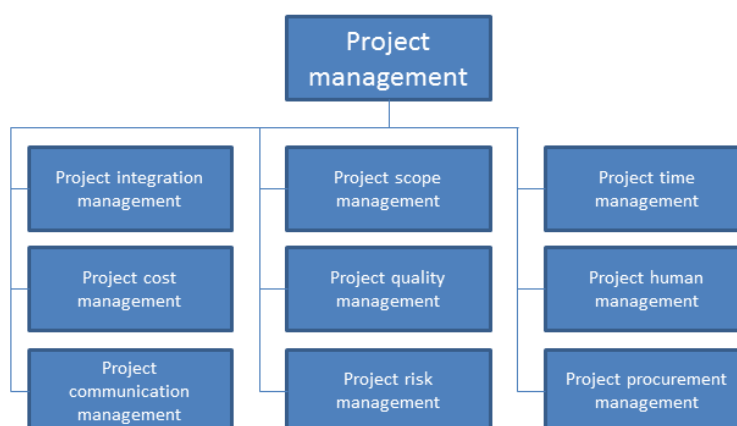 Project
management
Project integration
management
Project scope
management
Project time
management
Project cost
management
Project quality
management
Project human
management
Project
communication
management
Project risk
management
Project procurement
management